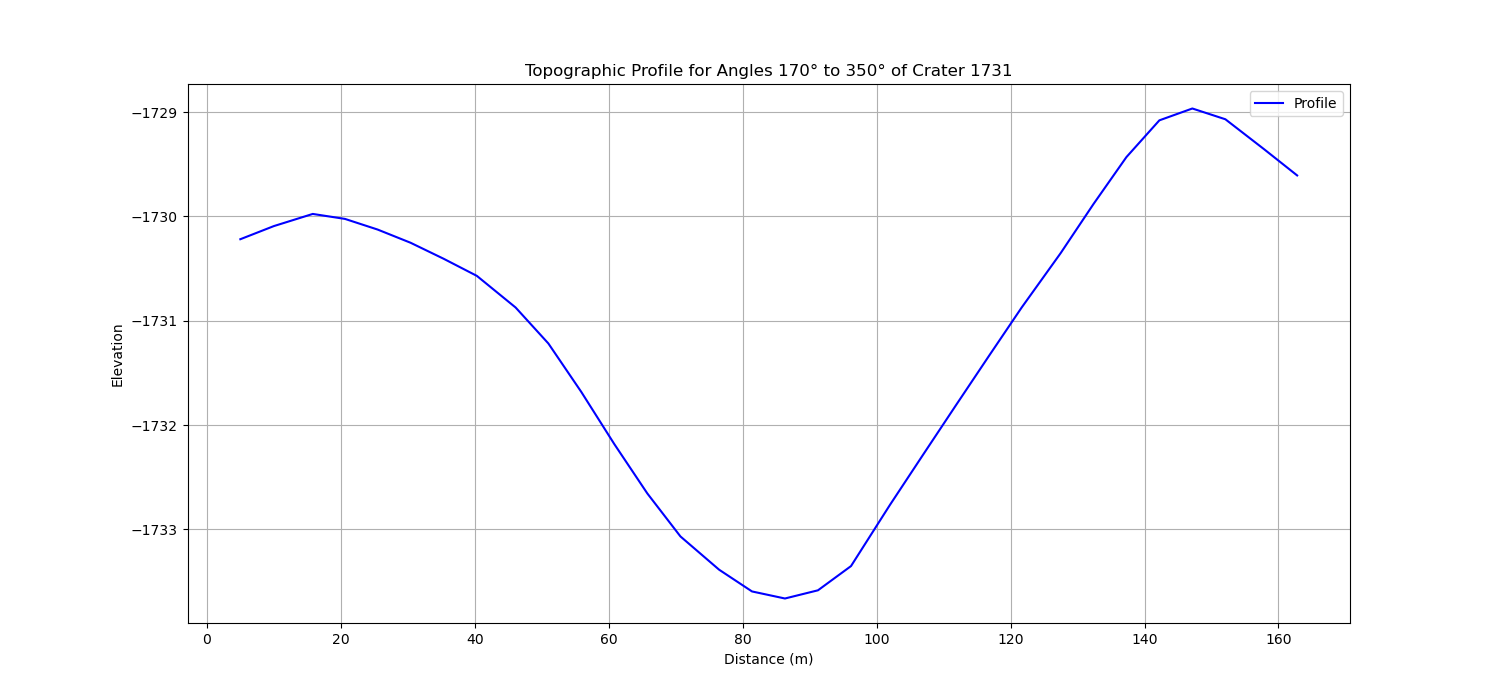 Topographic Profile for Angles 170° to 350° of Crater 1731
Profile
−1729
−1730
−1731
−1732
−1733
Elevation
0 20 40 60 80 100 120 140 160
Distance (m)